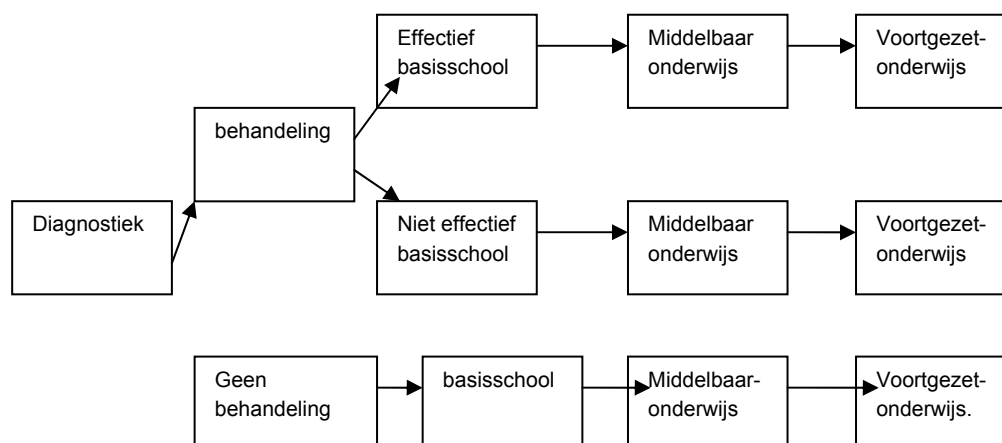 Effectief
basisschool
Middelbaar
onderwijs
Voortgezet-
onderwijs
behandeling
Diagnostiek
Niet effectief
basisschool
Middelbaar
onderwijs
Voortgezet-
onderwijs
Geen
behandeling
basisschool
Middelbaar-
onderwijs
Voortgezet-
onderwijs.